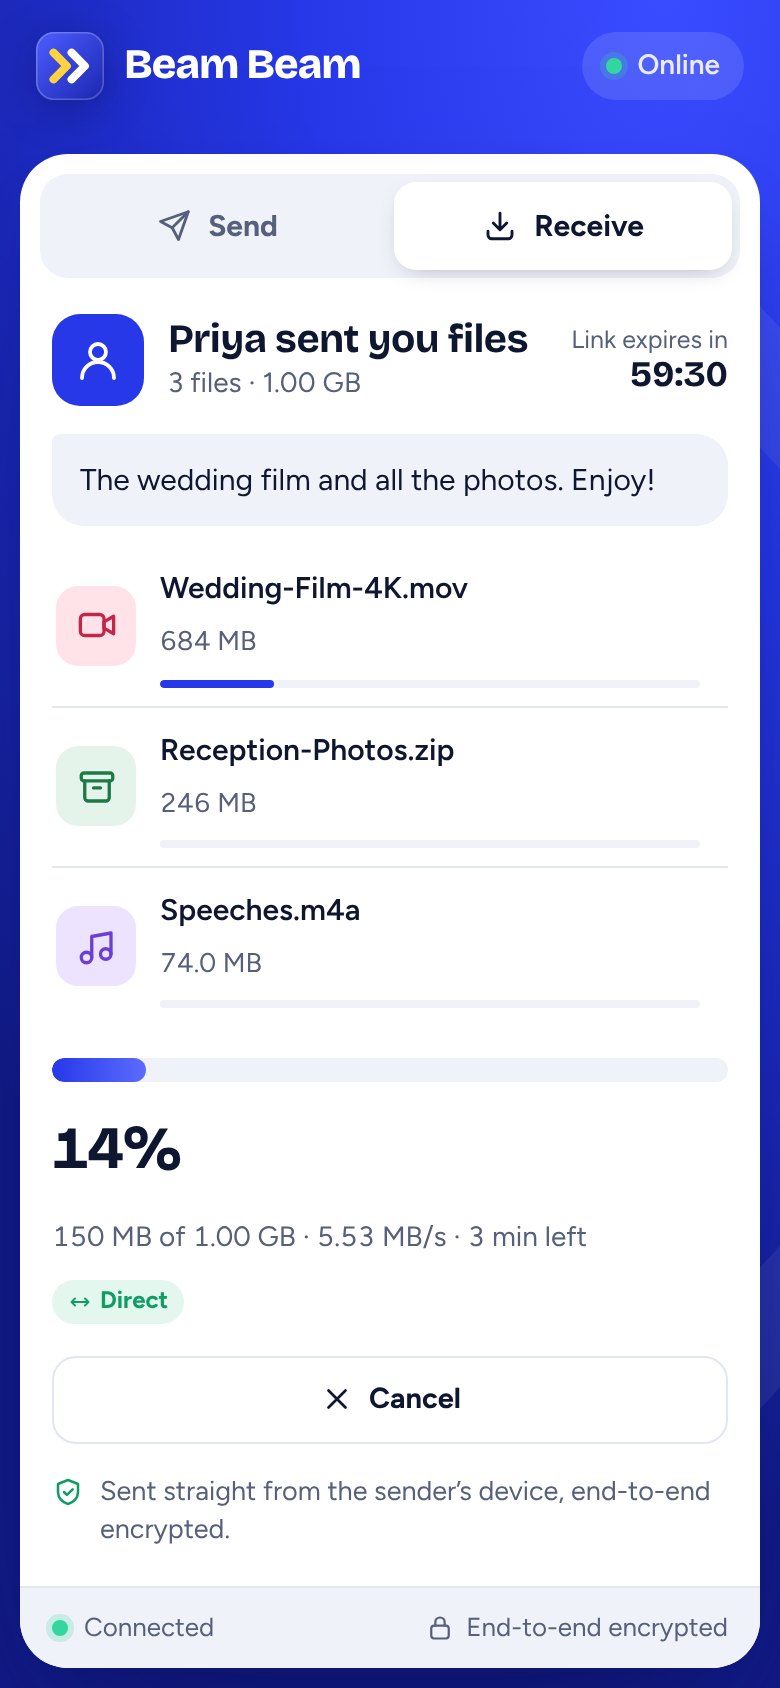 Beam Beam
Online
Send
Receive
Priya sent you files
3 files · 1.00 GB
Link expires in
59:30
The wedding film and all the photos. Enjoy!
Wedding-Film-4K.mov
684 MB
Reception-Photos.zip
246 MB
Speeches.m4a
74.0 MB
14%
150 MB of 1.00 GB · 5.53 MB/s · 3 min left
Direct
Cancel
Sent straight from the sender’s device, end-to-end
encrypted.
Connected
End-to-end encrypted